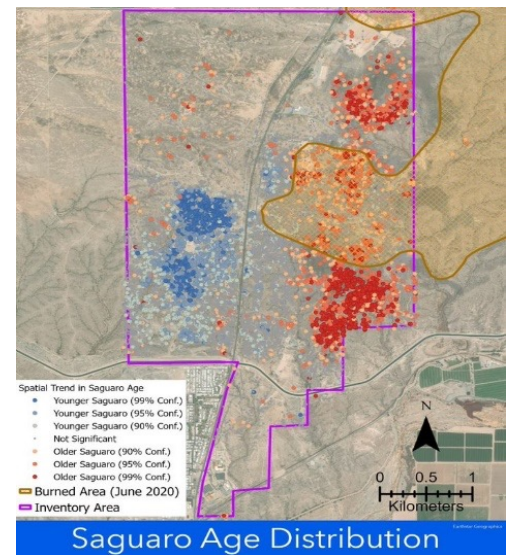 Spatial Trend in Saguaro Age
Younger Saguaro (99% Conf.)
Younger Saguaro (95% Conf.)
Younger Saguaro (90% Conf.)
Not Significant
Older Saguaro (90% Conf.)
Older Saguaro (95% Conf.)
Older Saguaro (99% Conf.)
Burned Area (June 2020)
Inventory Area
N
0 0.5 1
Kilometers
Earthstar Geographics
Saguaro Age Distribution